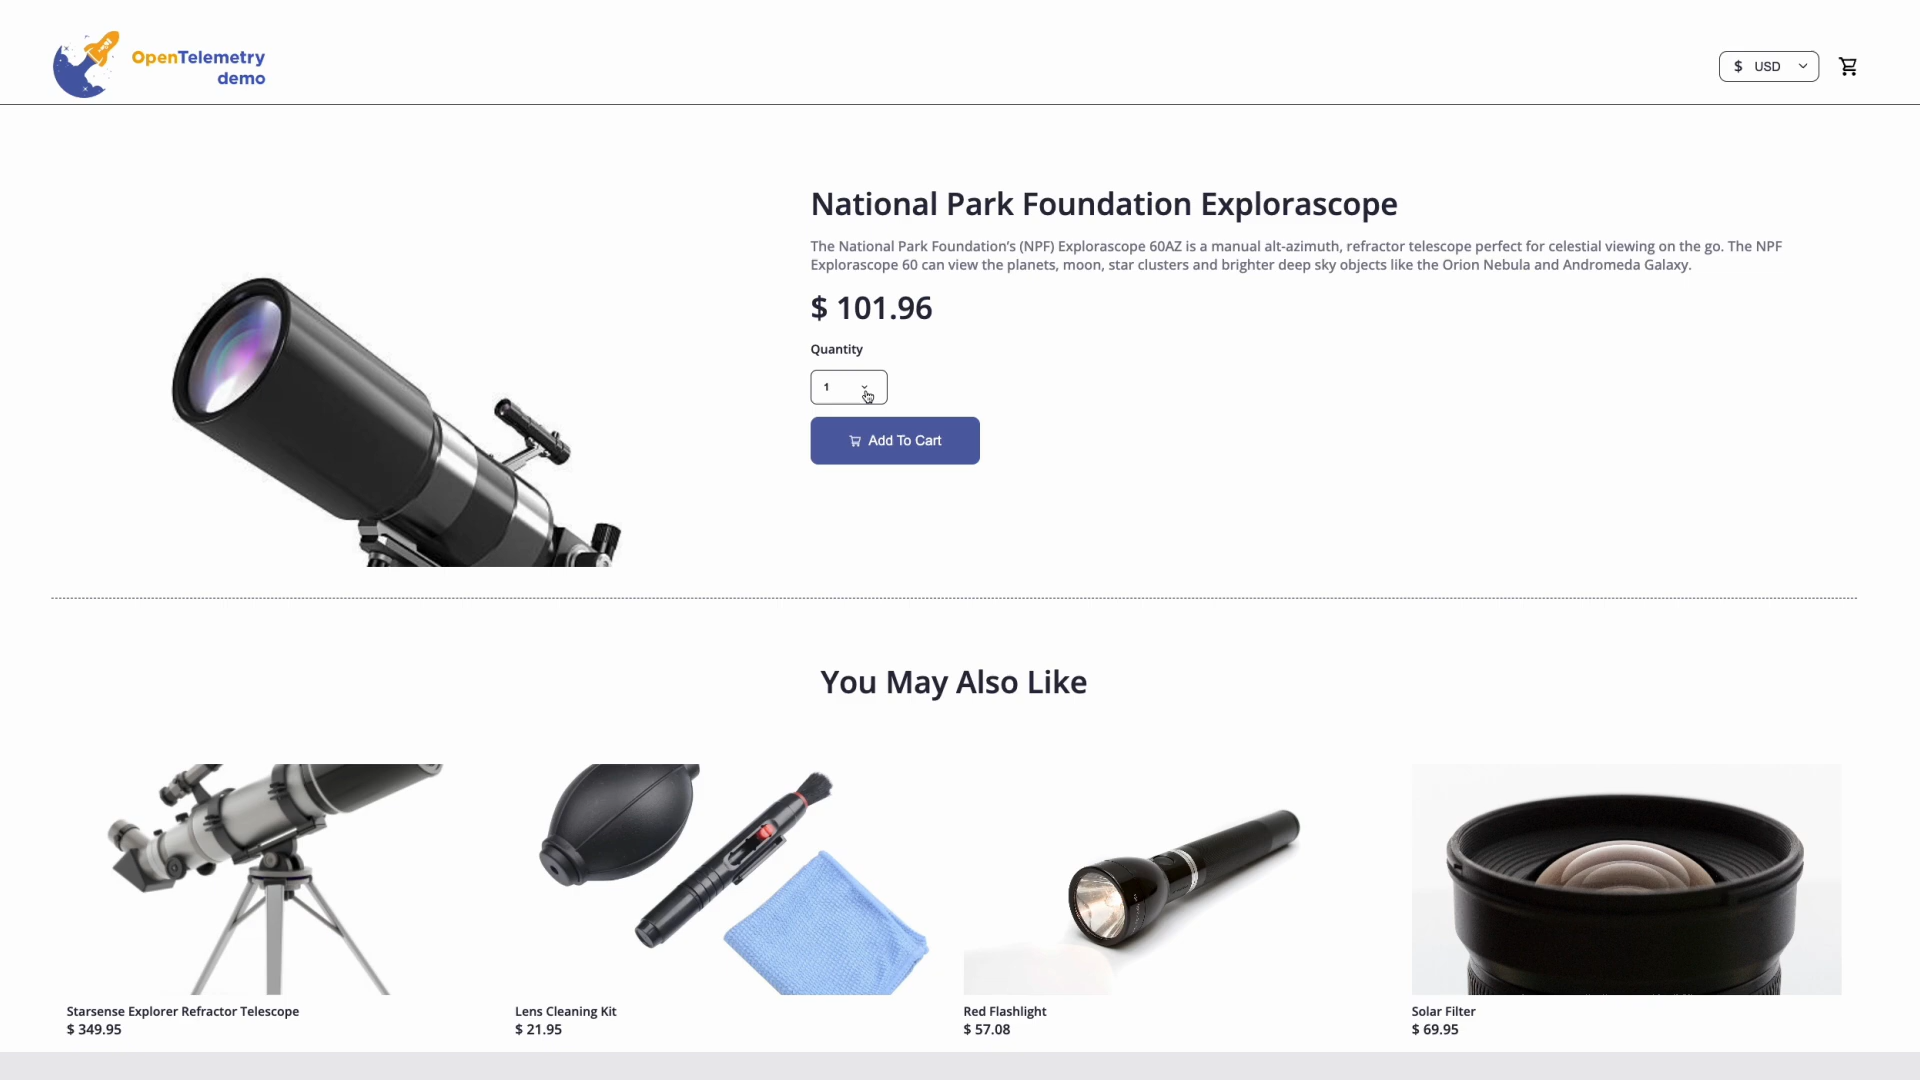 OpenTelemetry
demo
$ USD
National Park Foundation Explorascope
The National Park Foundation’s (NPF) Explorascope 60AZ is a manual alt-azimuth, refractor telescope perfect for celestial viewing on the go. The NPF
Explorascope 60 can view the planets, moon, star clusters and brighter deep sky objects like the Orion Nebula and Andromeda Galaxy.
$ 101.96
Quantity
1
Add To Cart
You May Also Like
Starsense Explorer Refractor Telescope
$ 349.95
Lens Cleaning Kit
$ 21.95
Red Flashlight
$ 57.08
Solar Filter
$ 69.95